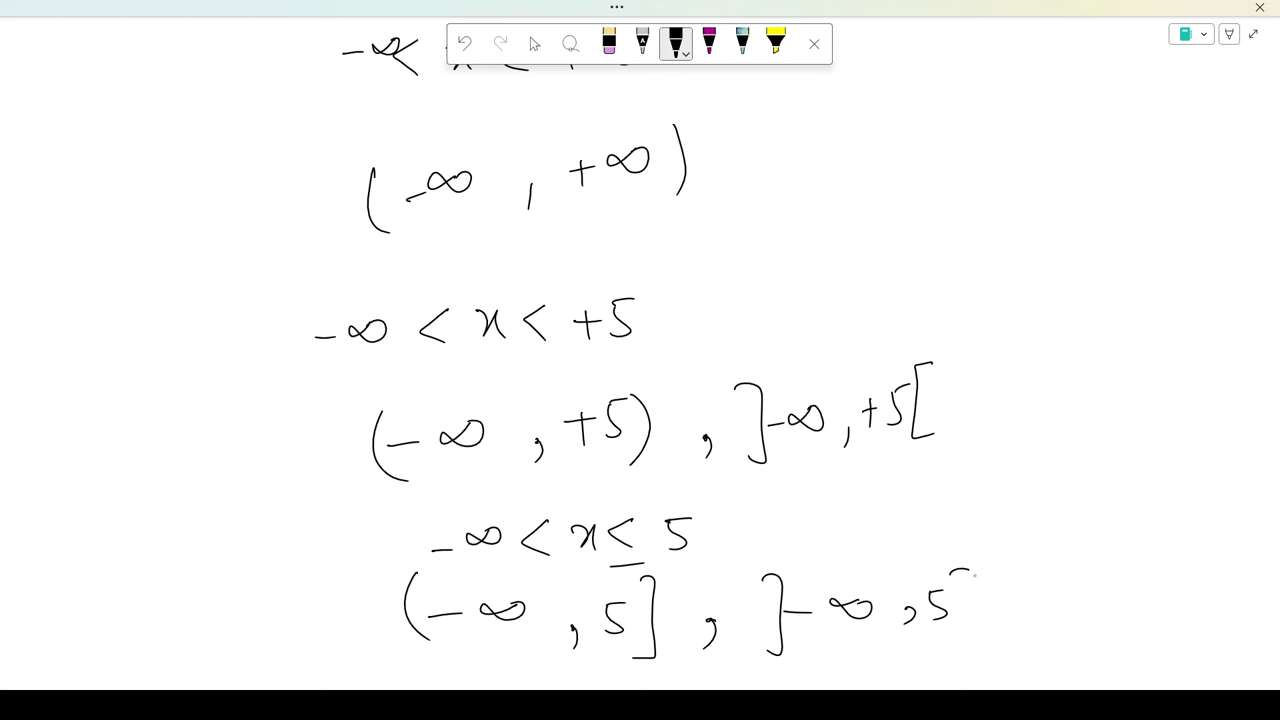 -∞<
(-∞ , +∞)
-∞ < x < +5
(-∞ , +5) , ]-∞ , +5[
-∞ < x ≤ 5
(-∞ , 5] , ]-∞ , 5